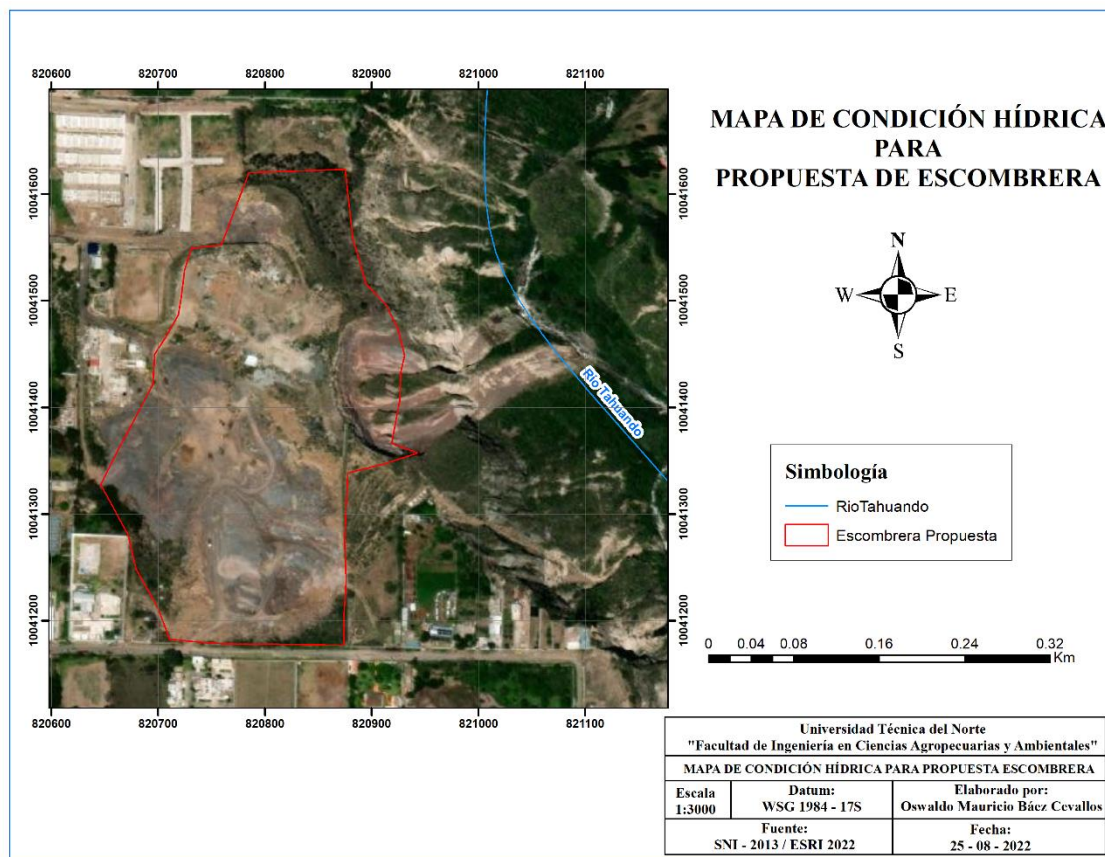 MAPA DE CONDICIÓN HÍDRICA
PARA
PROPUESTA DE ESCOMBRERA
820600 820700 820800 820900 821000 821100
10041600
10041500
10041400
10041300
10041200
10041600
10041500
10041400
10041300
10041200
820600 820700 820800 820900 821000 821100
Rio Tahuando
N
W E
S
Simbología
RioTahuando
Escombrera Propuesta
0 0.04 0.08 0.16 0.24 0.32
Km
Universidad Técnica del Norte
"Facultad de Ingeniería en Ciencias Agropecuarias y Ambientales"
MAPA DE CONDICIÓN HÍDRICA PARA PROPUESTA ESCOMBRERA
Escala
1:3000
Datum:
WSG 1984 - 17S
Elaborado por:
Oswaldo Mauricio Báez Cevallos
Fuente:
SNI - 2013 / ESRI 2022
Fecha:
25 - 08 - 2022